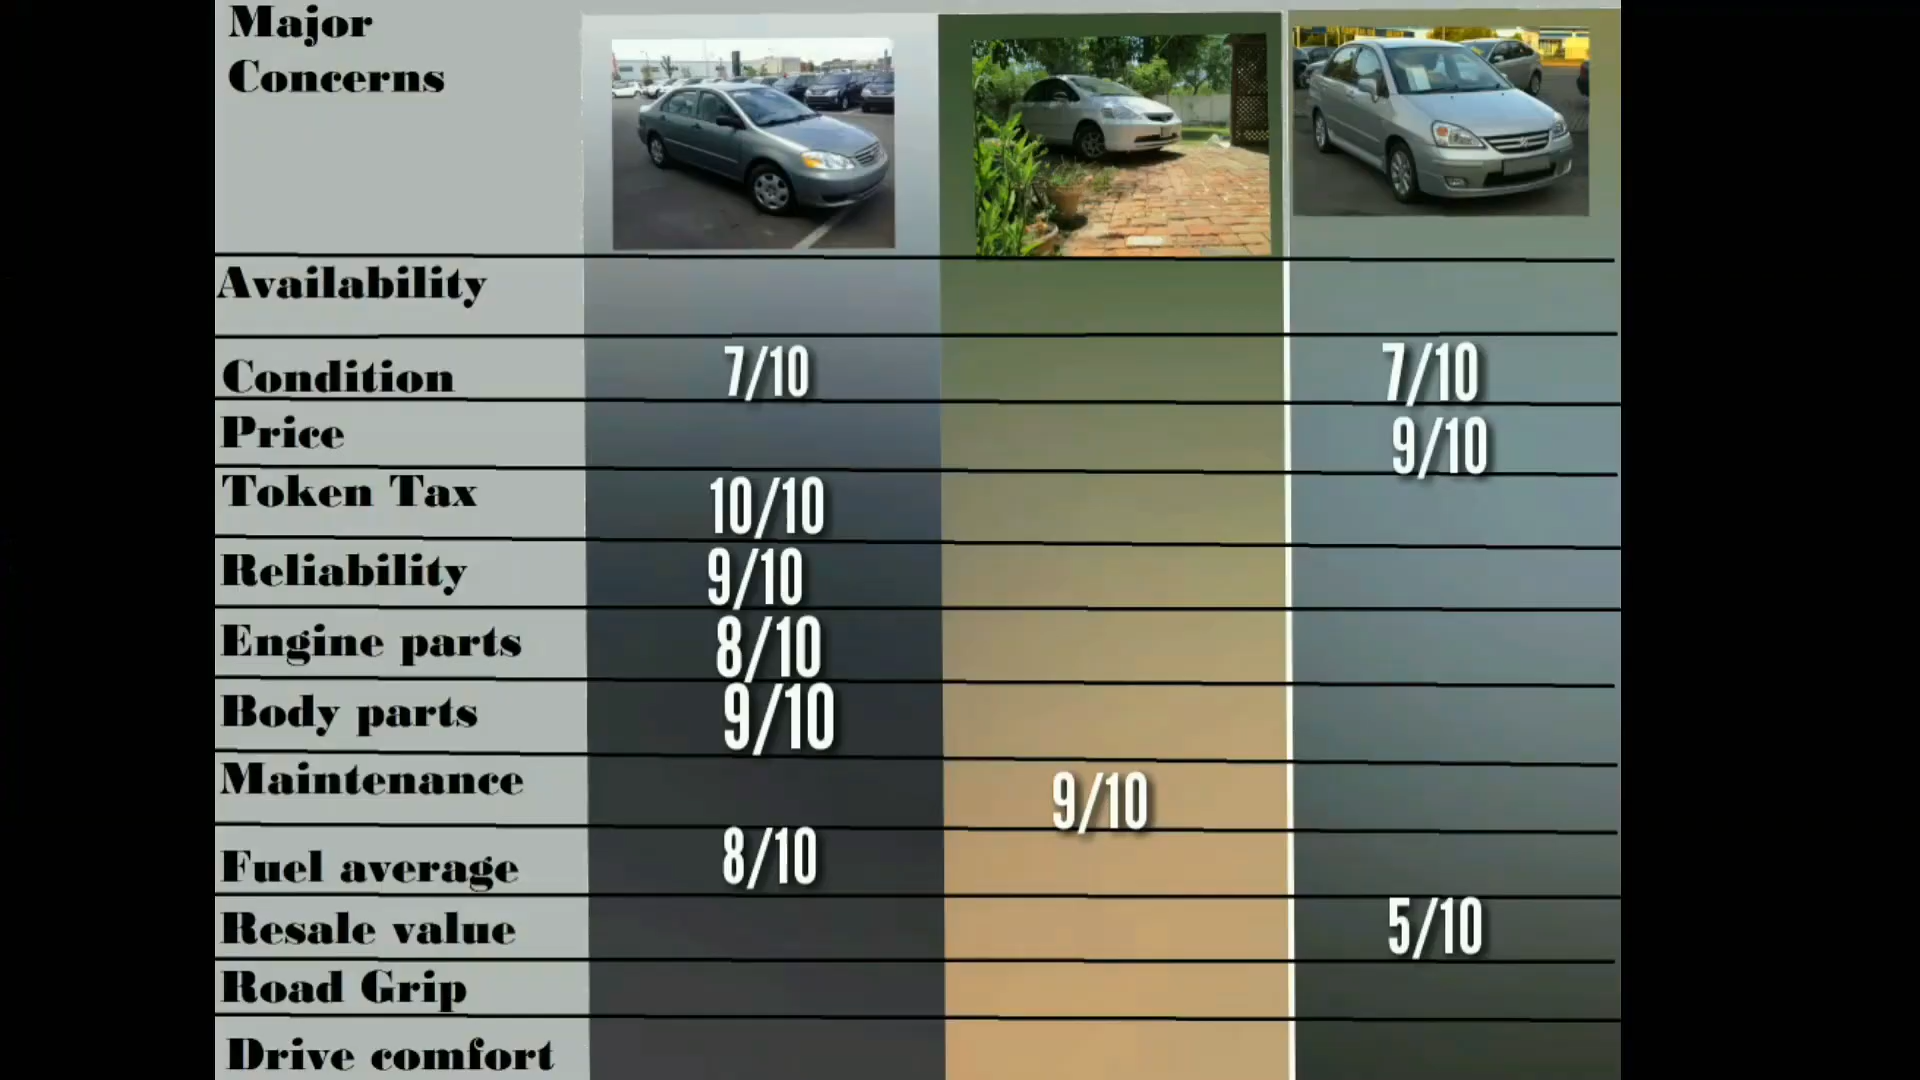 Major
Concerns
Availability
Condition 7/10 7/10
Price 9/10
Token Tax 10/10
Reliability 9/10
Engine parts 8/10
Body parts 9/10
Maintenance 9/10
Fuel average 8/10
Resale value 5/10
Road Grip
Drive comfort